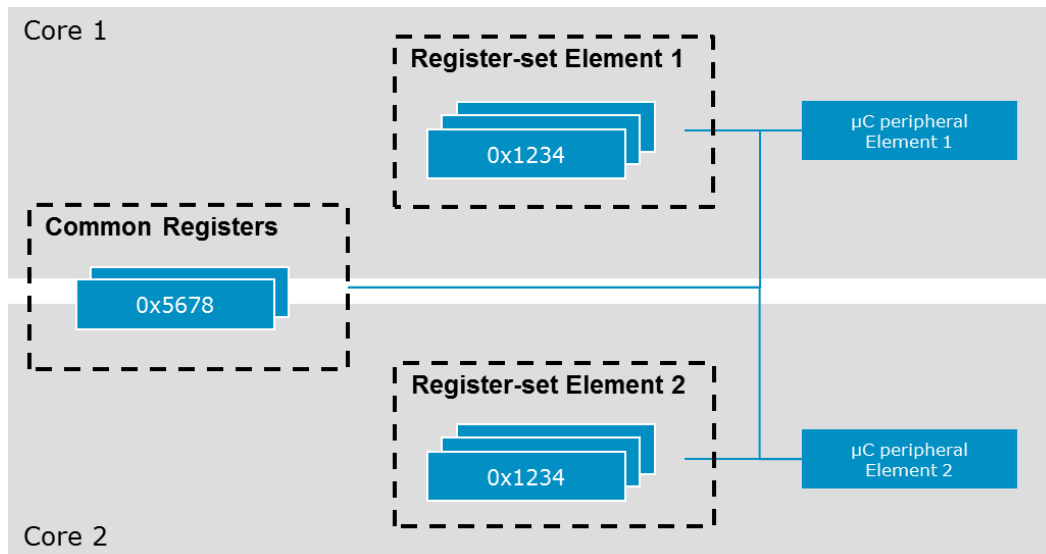 Core 1
Register-set Element 1
0x1234
µC peripheral
Element 1
Common Registers
0x5678
Register-set Element 2
0x1234
µC peripheral
Element 2
Core 2